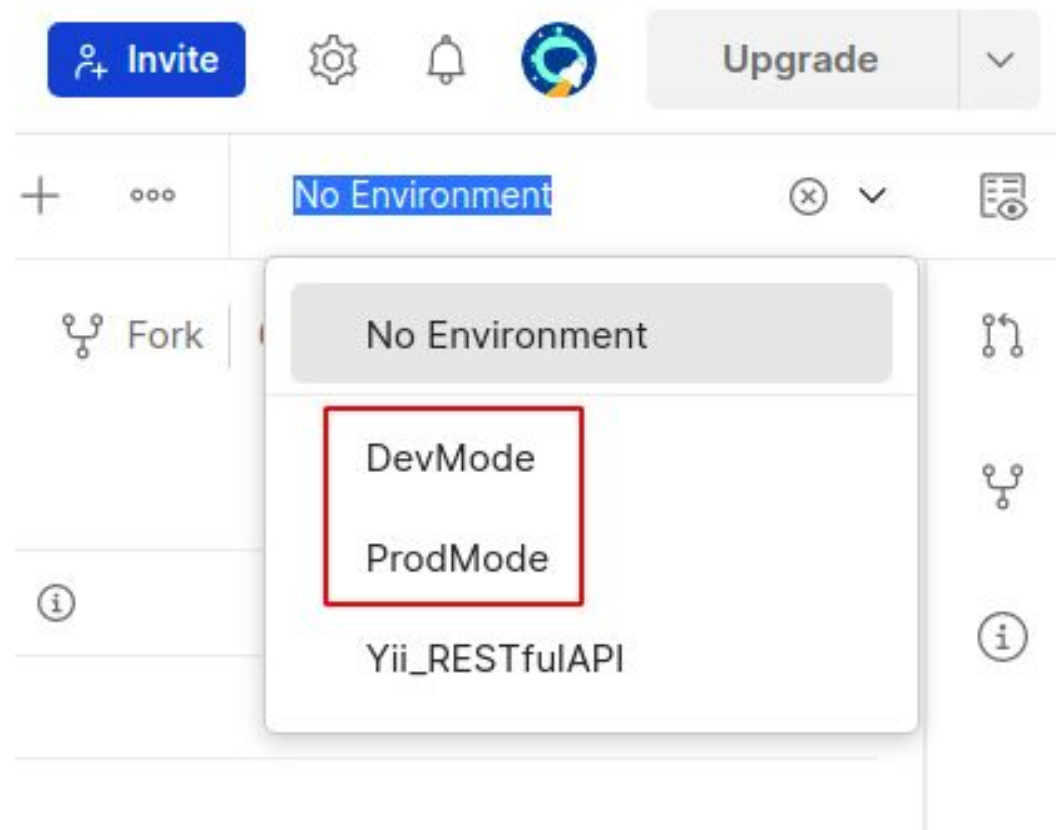 Invite
Upgrade
No Environment
Fork
No Environment
DevMode
ProdMode
Yii_RESTfulAPI